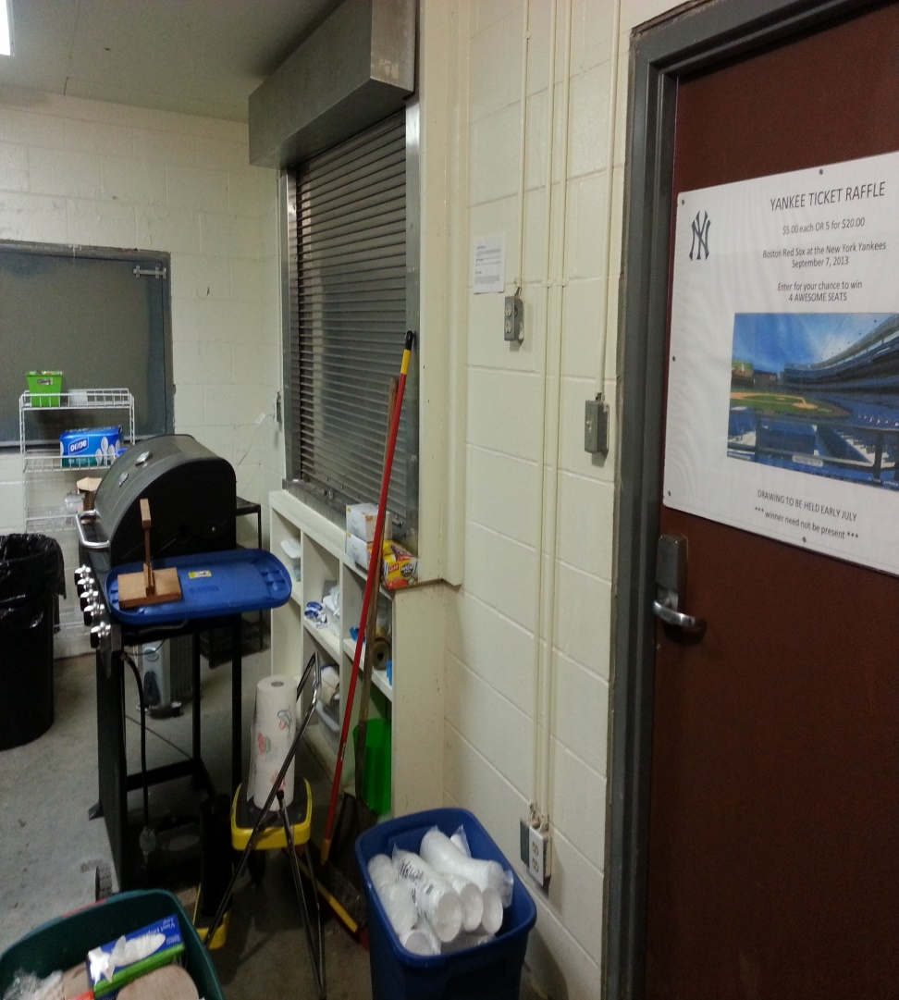 YANKEE TICKET RAFFLE
$5.00 each OR 5 for $20.00
Boston Red Sox at the New York Yankees
September 7, 2013
Enter for your chance to win
4 AWESOME SEATS
DRAWING TO BE HELD EARLY JULY
*** winner need not be present ***
NY
DIXIE